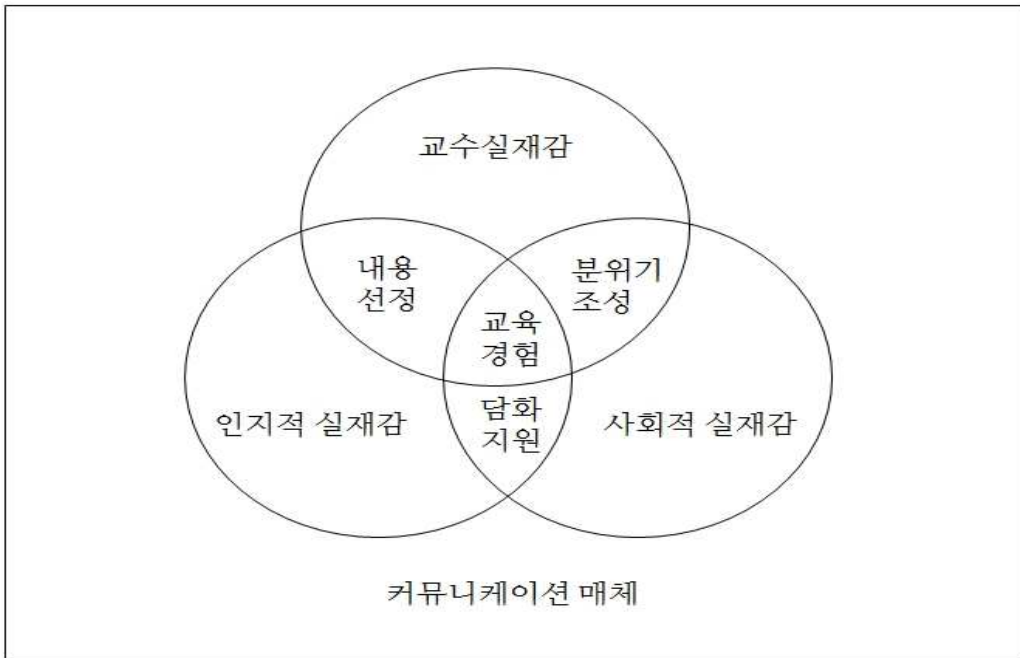 교수실재감
내용
선정
분위기
조성
교육
경험
인지적 실재감
담화
지원
사회적 실재감
커뮤니케이션 매체